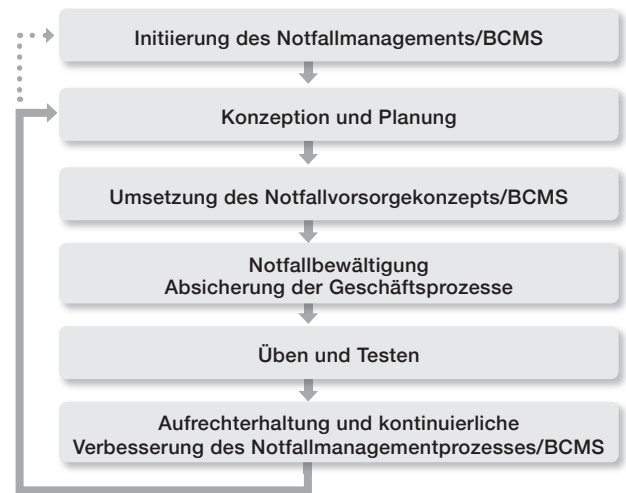 Initiierung des Notfallmanagements/BCMS
Konzeption und Planung
Umsetzung des Notfallvorsorgekonzepts/BCMS
Notfallbewältigung
Absicherung der Geschäftsprozesse
Üben und Testen
Aufrechterhaltung und kontinuierliche
Verbesserung des Notfallmanagementprozesses/BCMS